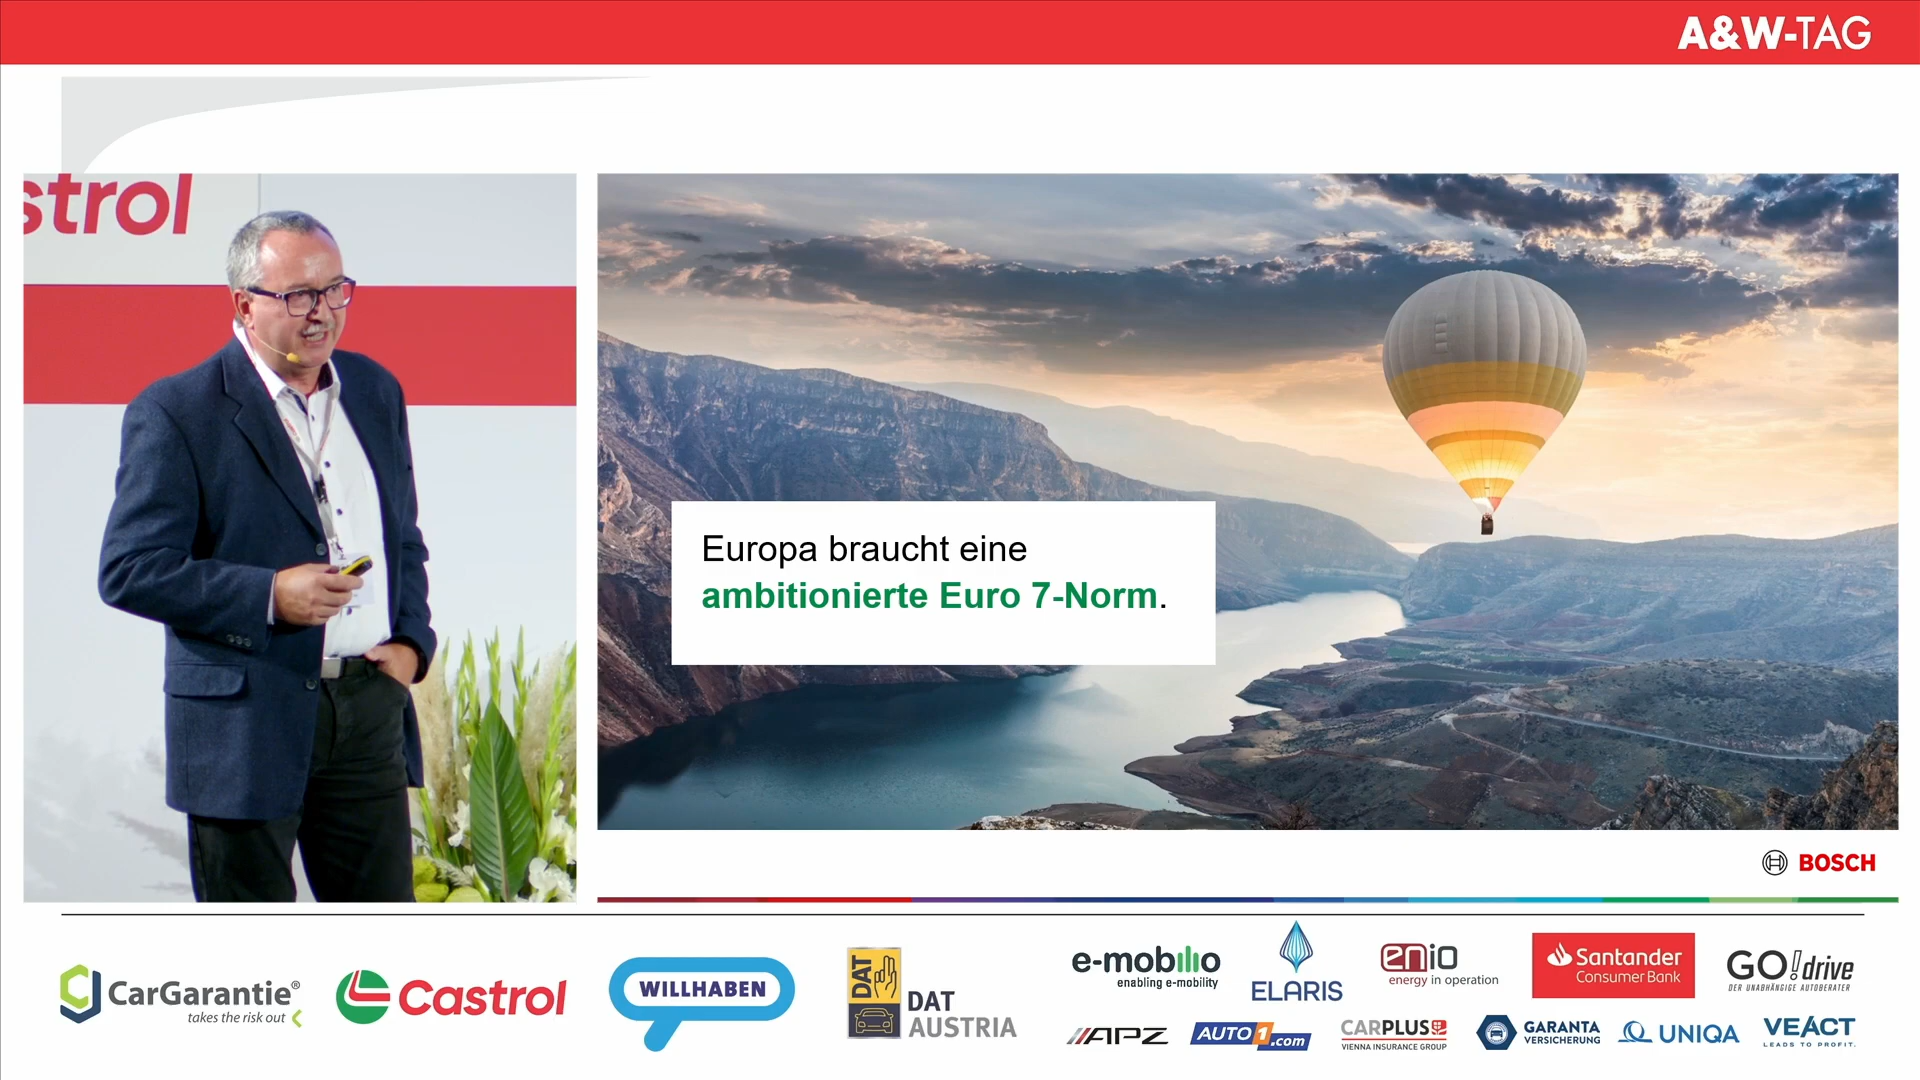 A&W-TAG
strol
Europa braucht eine
ambitionierte Euro 7-Norm.
BOSCH
CarGarantie®
takes the risk out
Castrol
WILLHABEN
DAT
DAT
AUSTRIA
e-mobilio
enabling e-mobility
ELARIS
enio
energy in operation
Santander
Consumer Bank
GO!drive
DER UNABHÄNGIGE AUTOBERATER
APZ
AUTO1.com
CARPLUS
VIENNA INSURANCE GROUP
GARANTA
VERSICHERUNG
UNIQA
VEACT
LEADS TO PROFIT.